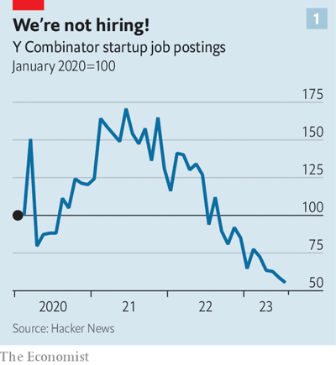 1
We're not hiring!
Y Combinator startup job postings
January 2020=100
175
150
125
100
75
50
2020 21 22 23
Source: Hacker News
The Economist